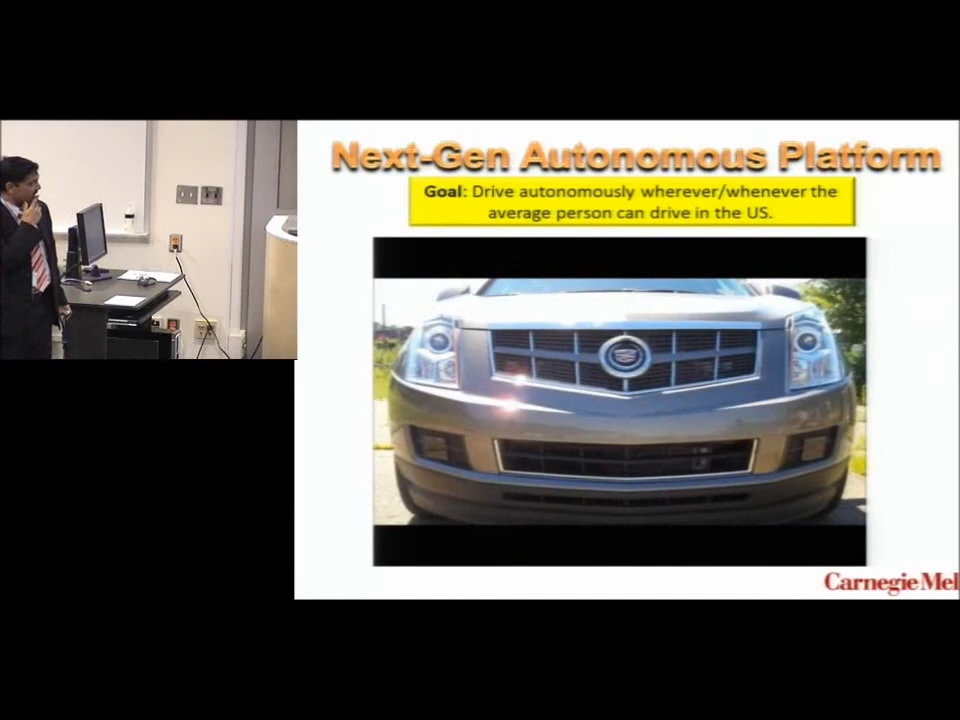 Next-Gen Autonomous Platform
Goal: Drive autonomously wherever/whenever the
average person can drive in the US.
Carnegie Mel